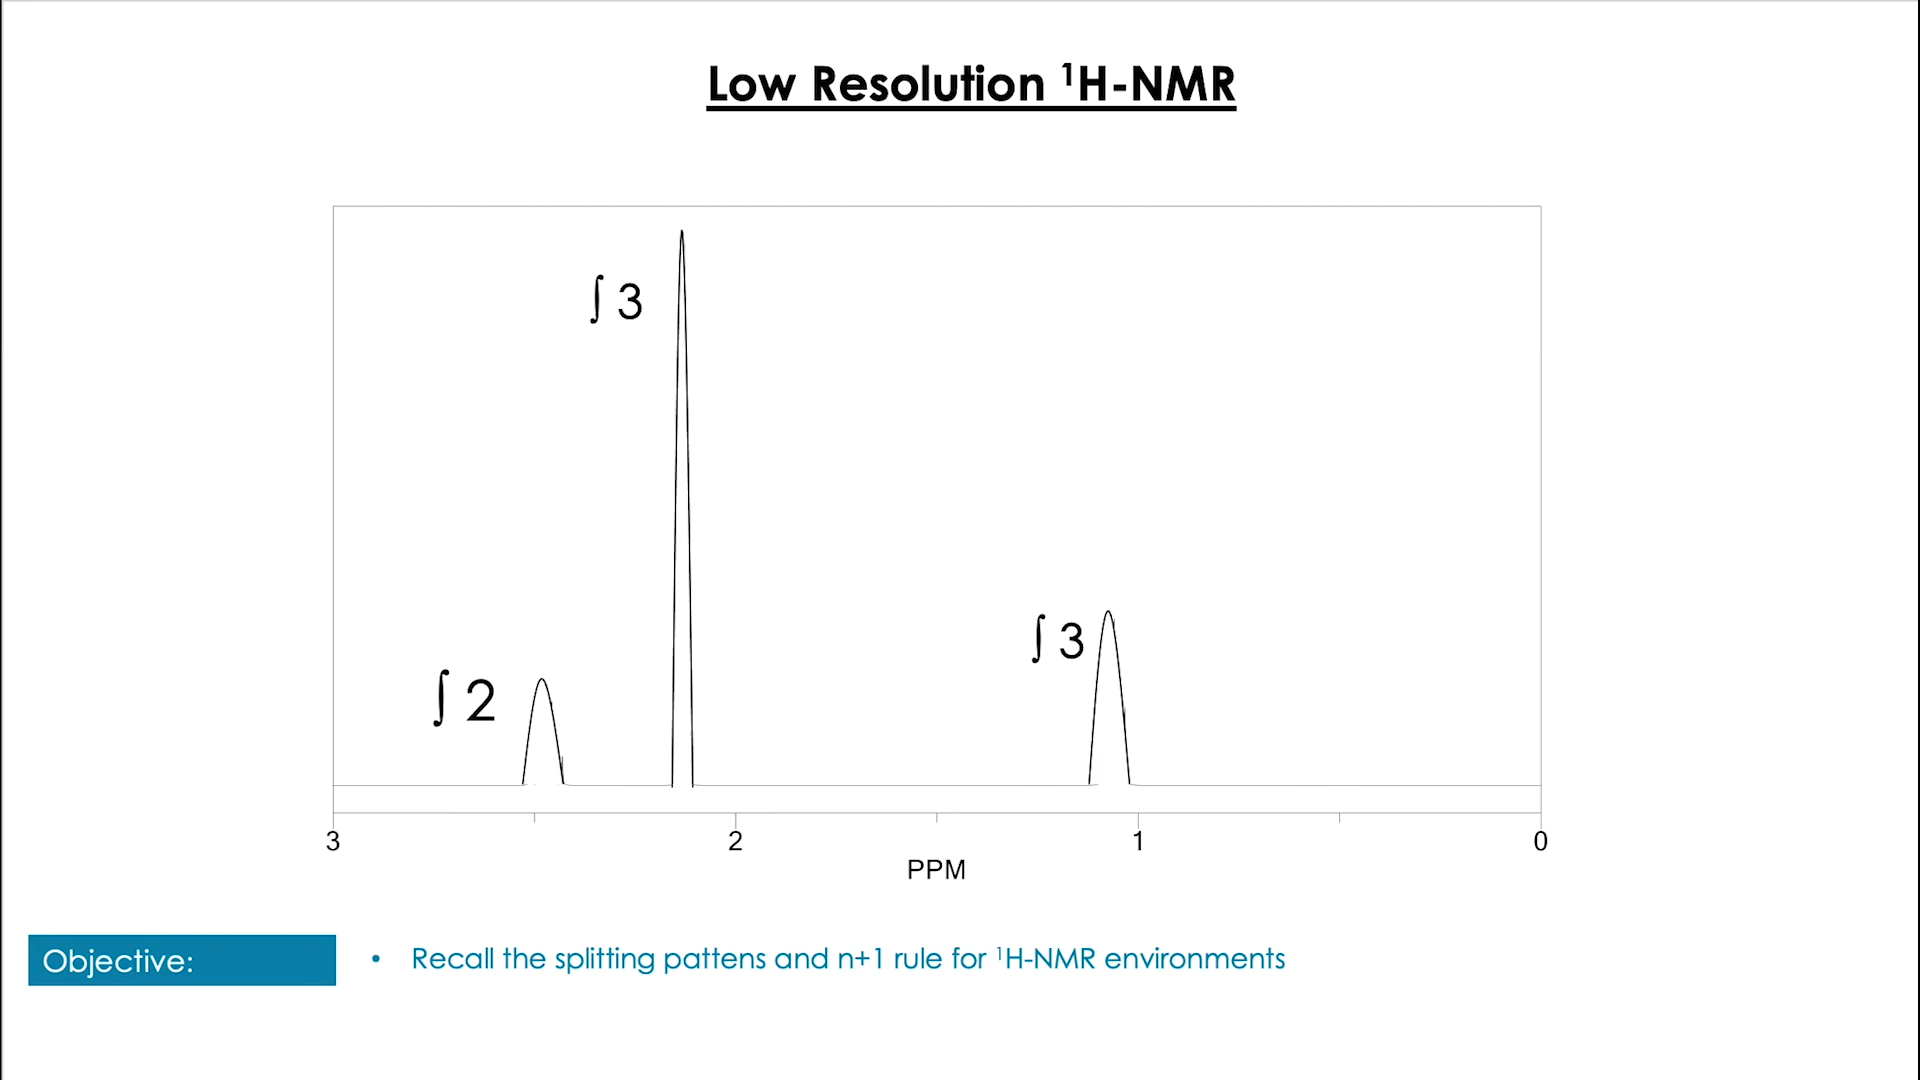 Low Resolution ¹H-NMR
∫ 3
∫ 3
∫ 2
3 2 1 0
PPM
Objective:
• Recall the splitting pattens and n+1 rule for ¹H-NMR environments